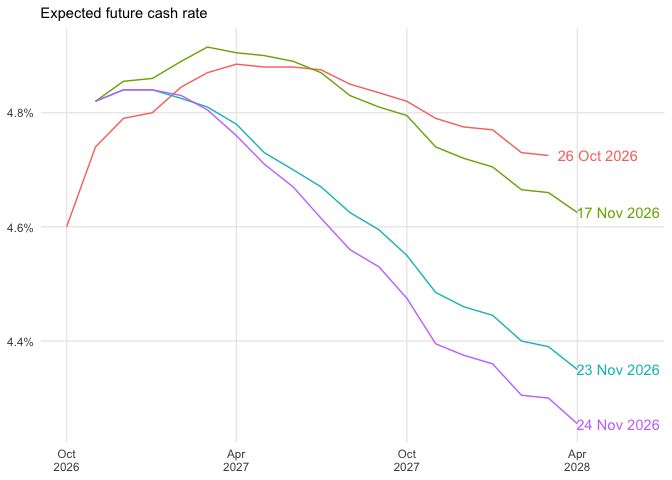 Expected future cash rate
4.8%
4.6%
4.4%
26 Oct 2026
17 Nov 2026
23 Nov 2026
24 Nov 2026
Oct
2026
Apr
2027
Oct
2027
Apr
2028